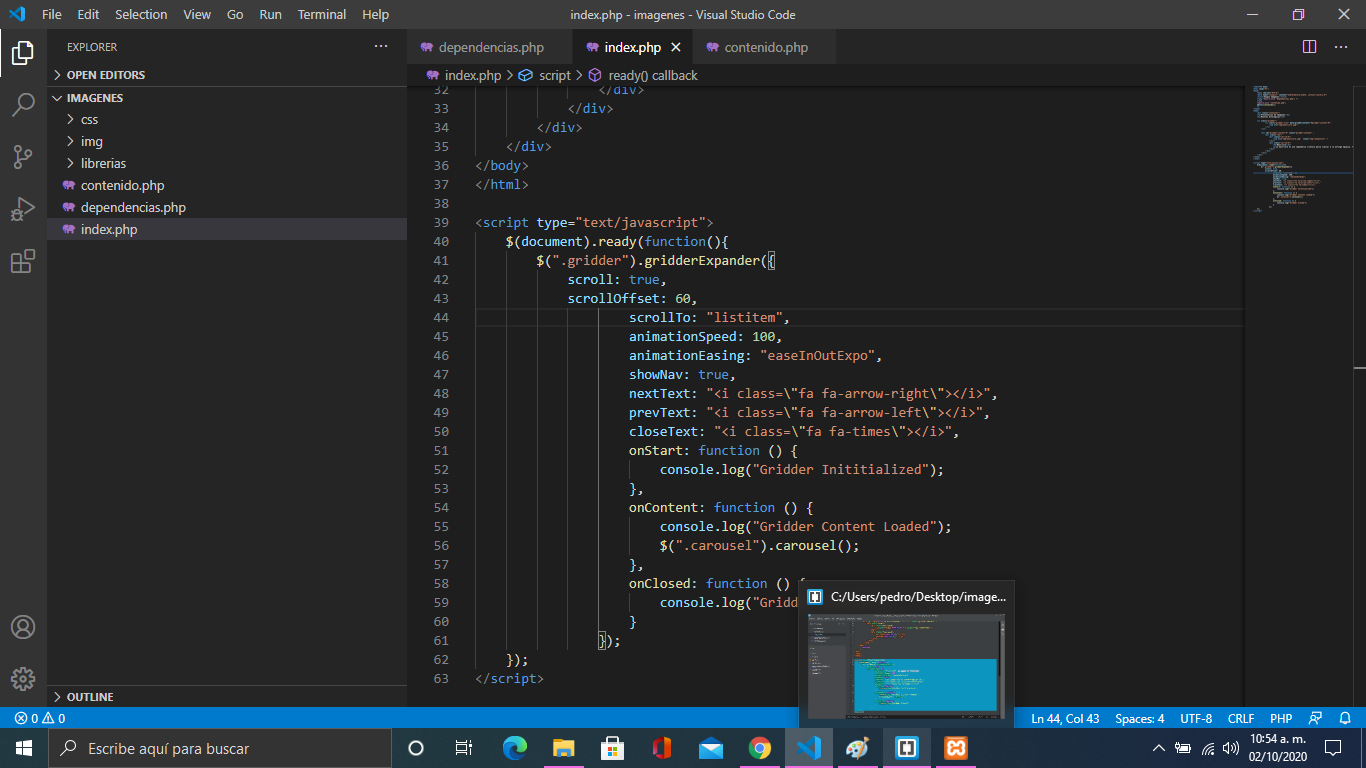 File Edit Selection View Go Run Terminal Help
index.php - imagenes - Visual Studio Code
EXPLORER
OPEN EDITORS
IMAGENES
css
img
librerias
contenido.php
dependencias.php
index.php
OUTLINE
dependencias.php index.php contenido.php
index.php > script > ready() callback
32 </div>
33 </div>
34 </div>
35 </div>
36 </body>
37 </html>
38
39 <script type="text/javascript">
40 $(document).ready(function(){
41 $(".gridder").gridderExpander({
42 scroll: true,
43 scrollOffset: 60,
44 scrollTo: "listitem",
45 animationSpeed: 100,
46 animationEasing: "easeInOutExpo",
47 showNav: true,
48 nextText: "<i class=\"fa fa-arrow-right\"></i>",
49 prevText: "<i class=\"fa fa-arrow-left\"></i>",
50 closeText: "<i class=\"fa fa-times\"></i>",
51 onStart: function () {
52 console.log("Gridder Inititialized");
53 },
54 onContent: function () {
55 console.log("Gridder Content Loaded");
56 $(".carousel").carousel();
57 },
58 onClosed: function () {
59 console.log("Gridd
60 }
61 });
62 });
63 </script>
C:/Users/pedro/Desktop/image...
0 0
Ln 44, Col 43 Spaces: 4 UTF-8 CRLF PHP
Escribe aquí para buscar
10:54 a. m.
02/10/2020